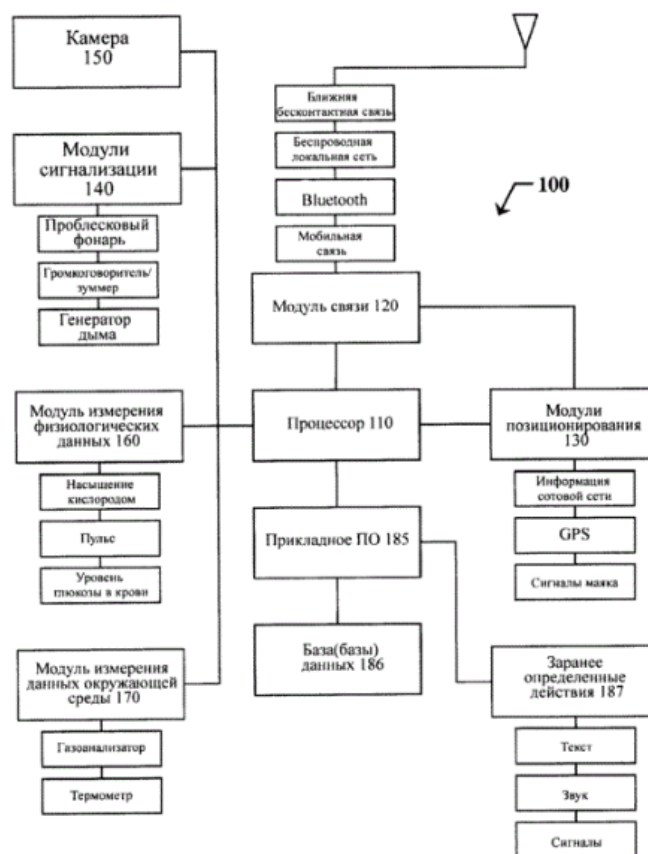 Камера
150
Модули
сигнализации
140
Проблесковый
фонарь
Громкоговоритель/
зуммер
Генератор
дыма
Модуль измерения
физиологических
данных 160
Насыщение
кислородом
Пульс
Уровень
глюкозы в крови
Модуль измерения
данных окружающей
среды 170
Газоанализатор
Термометр
Ближняя
бесконтактная связь
Беспроводная
локальная сеть
Bluetooth
Мобильная
связь
Модуль связи 120
Процессор 110
Прикладное ПО 185
База(базы)
данных 186
100
Модули
позиционирования
130
Информация
сотовой сети
GPS
Сигналы маяка
Заранее
определенные
действия 187
Текст
Звук
Сигналы